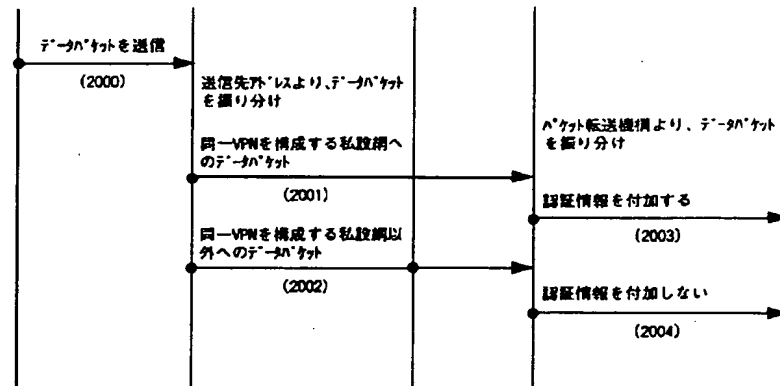 データパケットを送信
(2000)
送信先アドレスより、データパケット
を振り分け
パケット転送機構より、データパケット
を振り分け
同一VPNを構成する私設網へ
のデータパケット
(2001)
認証情報を付加する
(2003)
同一VPNを構成する私設網以
外へのデータパケット
(2002)
認証情報を付加しない
(2004)